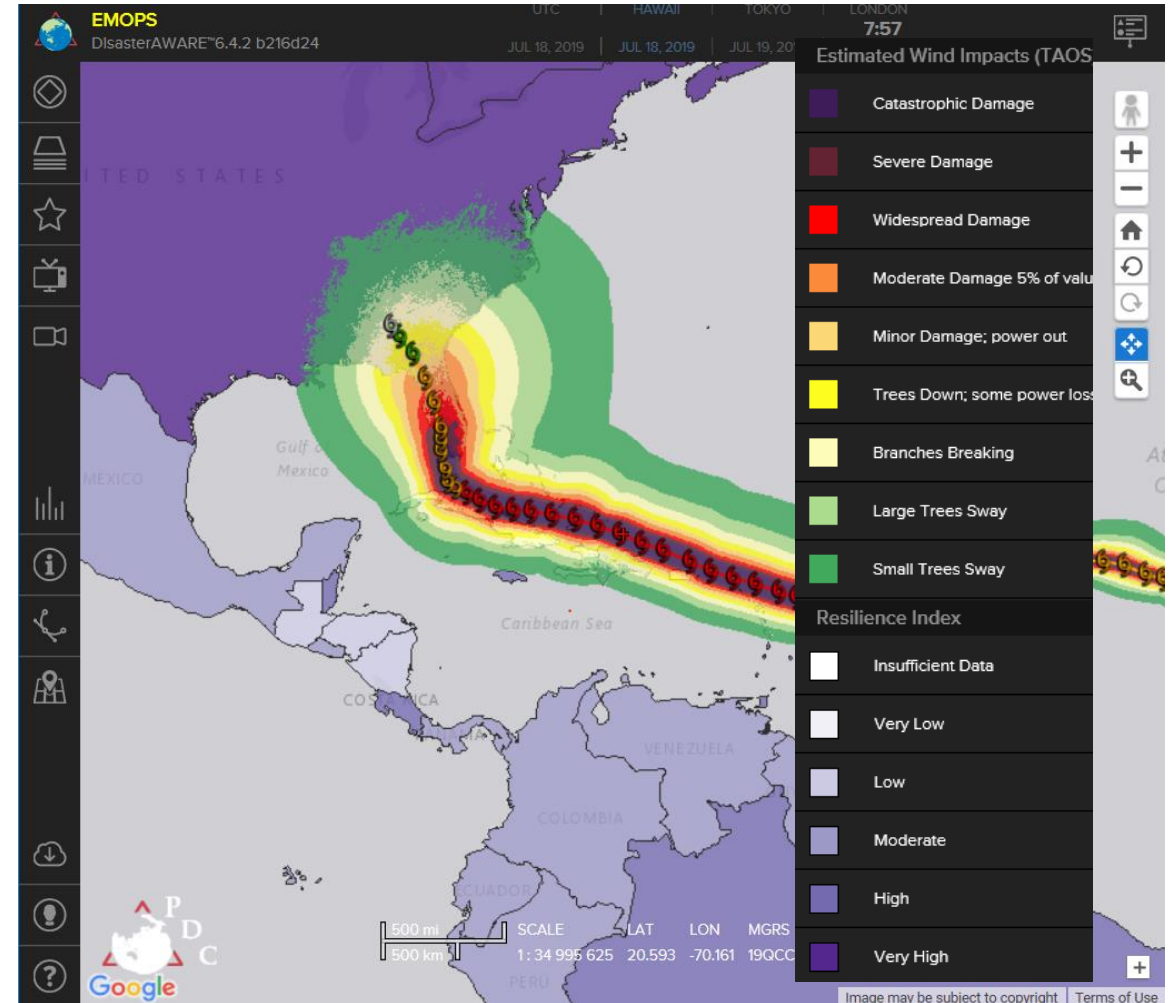 EMOPS
DIsasterAWARE™6.4.2 b216d24
UTC | HAWAII | TOKYO | LONDON
7:57
JUL 18, 2019 | JUL 18, 2019 | JUL 19, 20
Estimated Wind Impacts (TAOS
Catastrophic Damage
Severe Damage
Widespread Damage
Moderate Damage 5% of valu
Minor Damage; power out
Trees Down; some power loss
Branches Breaking
Large Trees Sway
Small Trees Sway
Resilience Index
Insufficient Data
Very Low
Low
Moderate
High
Very High
ITED STATES
Gulf of
Mexico
MÉXICO
Caribbean Sea
COSTA RICA
PANAMA
VENEZUELA
COLOMBIA
ECUADOR
PERU
500 mi
500 km
SCALE LAT LON MGRS
1 : 34 995 625 20.593 -70.161 19QCC
P
D
C
Google
Image may be subject to copyright | Terms of Use